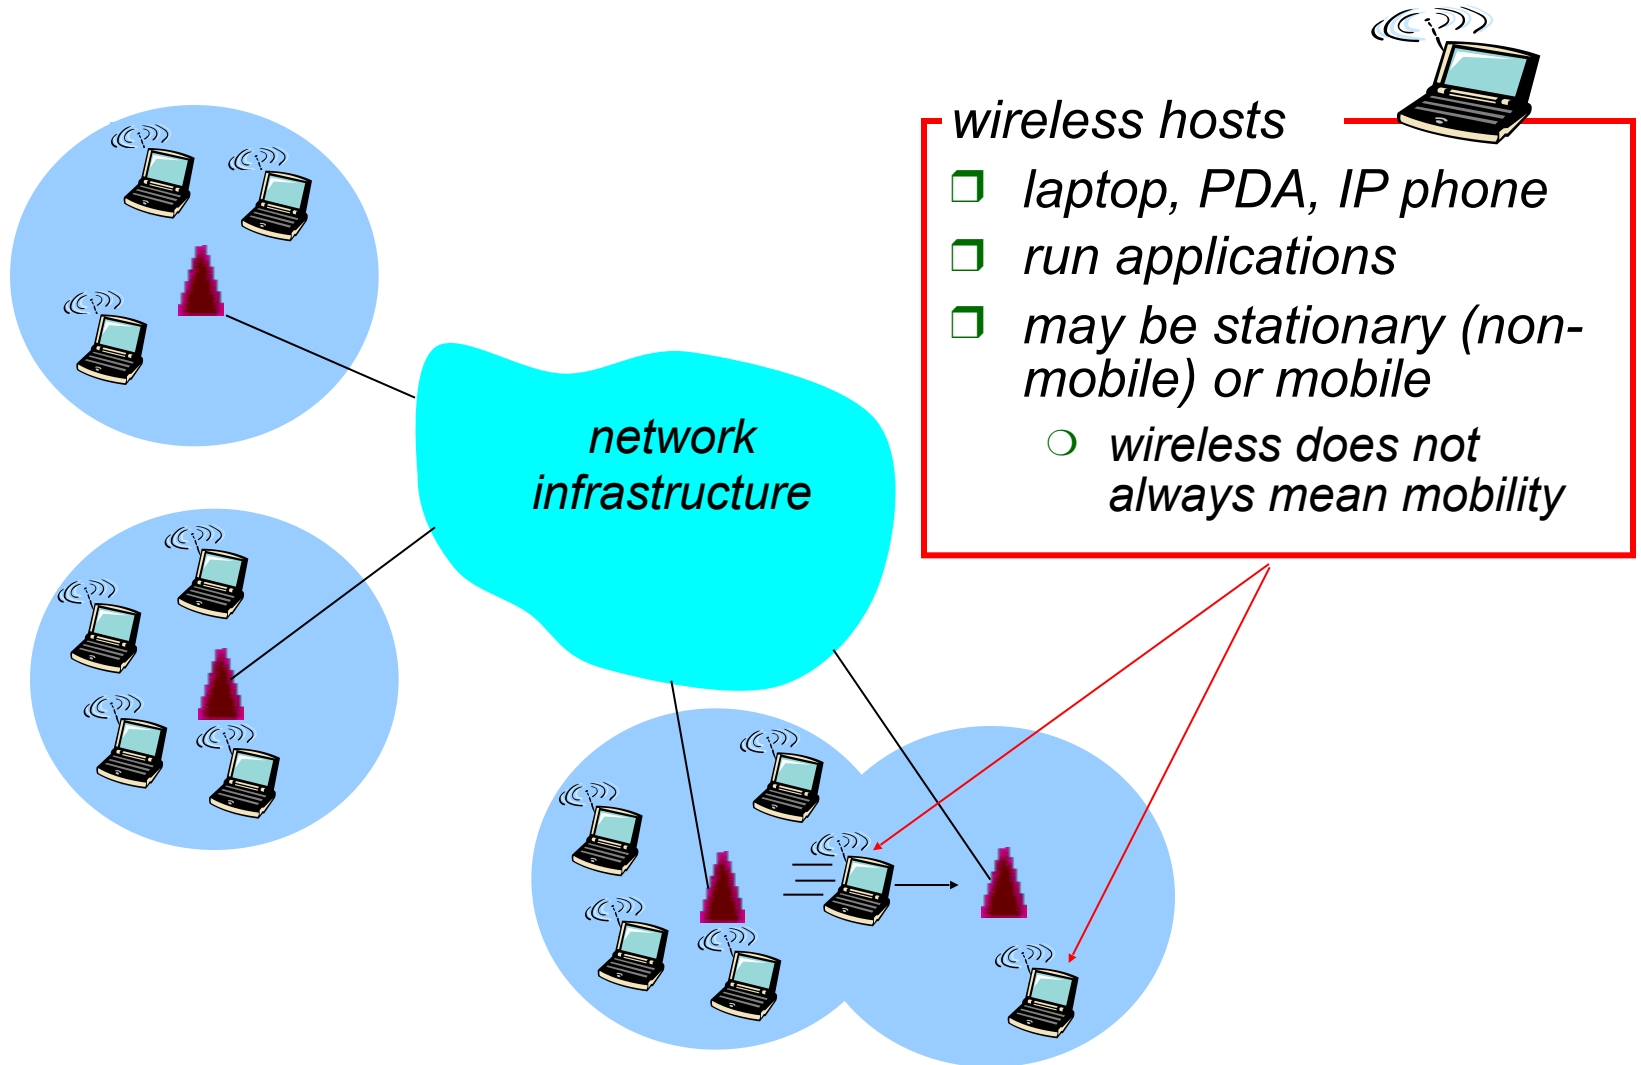 wireless hosts
laptop, PDA, IP phone
run applications
may be stationary (non-
mobile) or mobile
wireless does not
always mean mobility
network
infrastructure